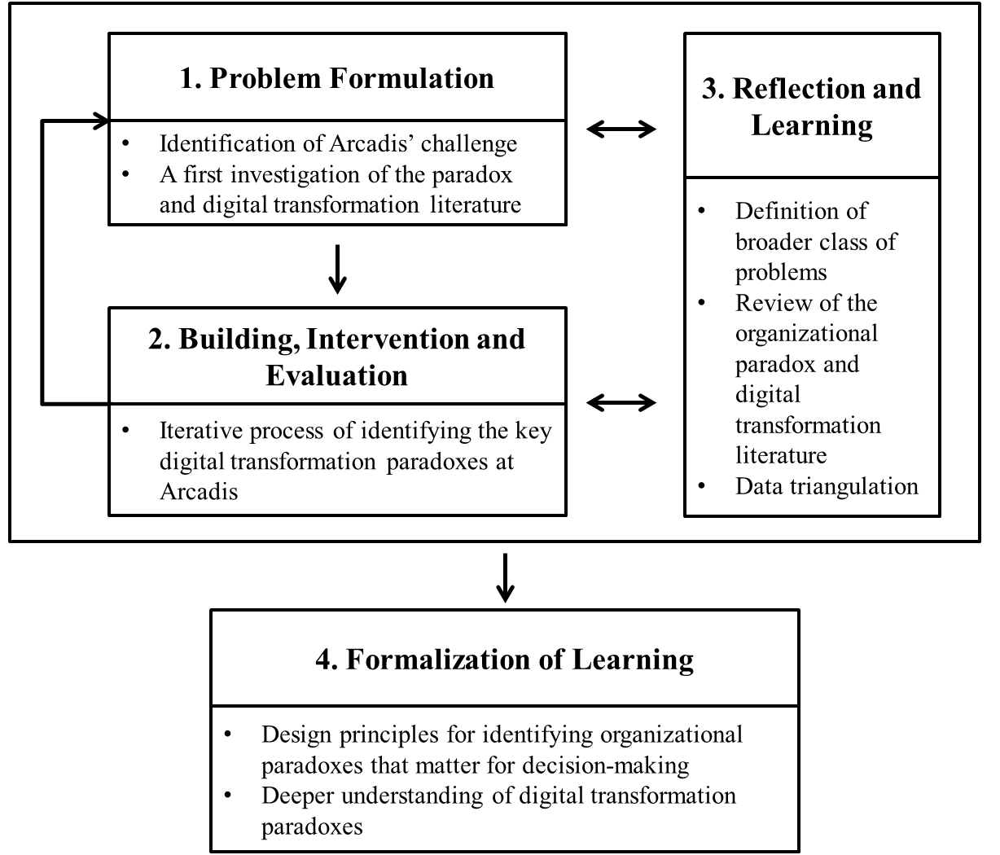 1. Problem Formulation
• Identification of Arcadis’ challenge
• A first investigation of the paradox
and digital transformation literature
2. Building, Intervention and
Evaluation
• Iterative process of identifying the key
digital transformation paradoxes at
Arcadis
3. Reflection and
Learning
• Definition of
broader class of
problems
• Review of the
organizational
paradox and
digital
transformation
literature
• Data triangulation
4. Formalization of Learning
• Design principles for identifying organizational
paradoxes that matter for decision-making
• Deeper understanding of digital transformation
paradoxes